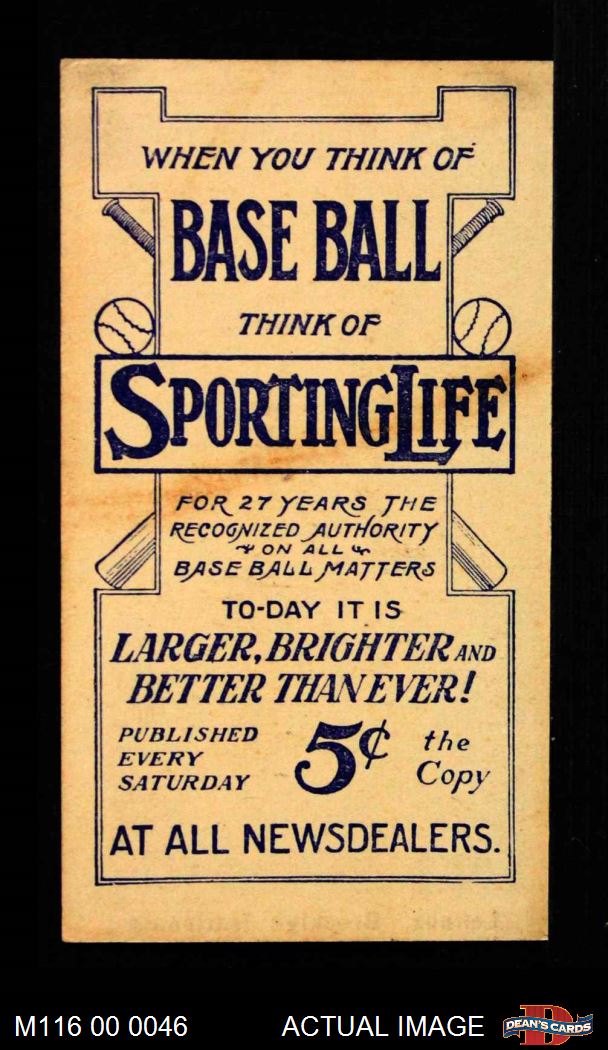 WHEN YOU THINK OF
BASE BALL
THINK OF
SPORTING LIFE
FOR 27 YEARS THE
RECOGNIZED AUTHORITY
ON ALL
BASE BALL MATTERS
TO-DAY IT IS
LARGER, BRIGHTER AND
BETTER THAN EVER!
PUBLISHED
EVERY
SATURDAY
5¢
the
Copy
AT ALL NEWSDEALERS.
M116 00 0046
ACTUAL IMAGE
DEAN'S CARDS